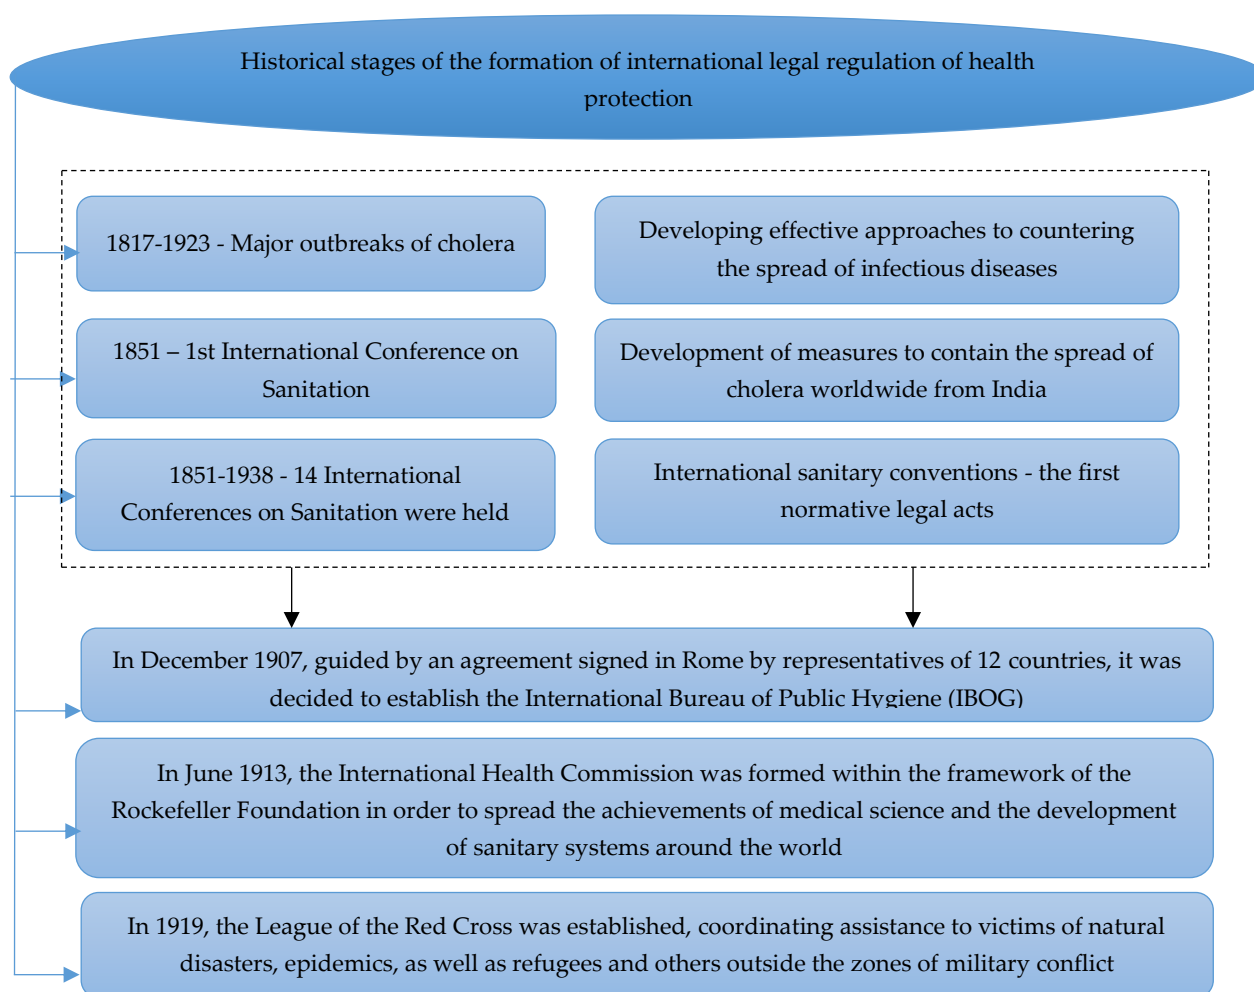 Historical stages of the formation of international legal regulation of health
protection
1817-1923 - Major outbreaks of cholera
Developing effective approaches to countering
the spread of infectious diseases
1851 – 1st International Conference on
Sanitation
Development of measures to contain the spread of
cholera worldwide from India
1851-1938 - 14 International
Conferences on Sanitation were held
International sanitary conventions - the first
normative legal acts
In December 1907, guided by an agreement signed in Rome by representatives of 12 countries, it was
decided to establish the International Bureau of Public Hygiene (IBOG)
In June 1913, the International Health Commission was formed within the framework of the
Rockefeller Foundation in order to spread the achievements of medical science and the development
of sanitary systems around the world
In 1919, the League of the Red Cross was established, coordinating assistance to victims of natural
disasters, epidemics, as well as refugees and others outside the zones of military conflict